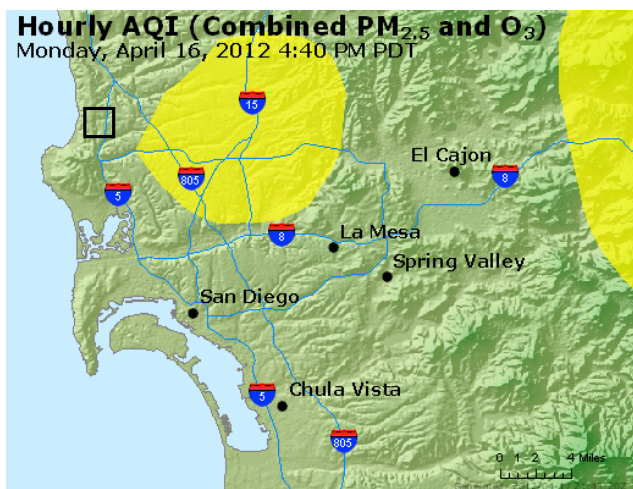 Hourly AQI (Combined PM2.5 and O3)
Monday, April 16, 2012 4:40 PM PDT
15
El Cajon
805
8
5
La Mesa
8
Spring Valley
San Diego
5
Chula Vista
805
0 1 2 4 Miles